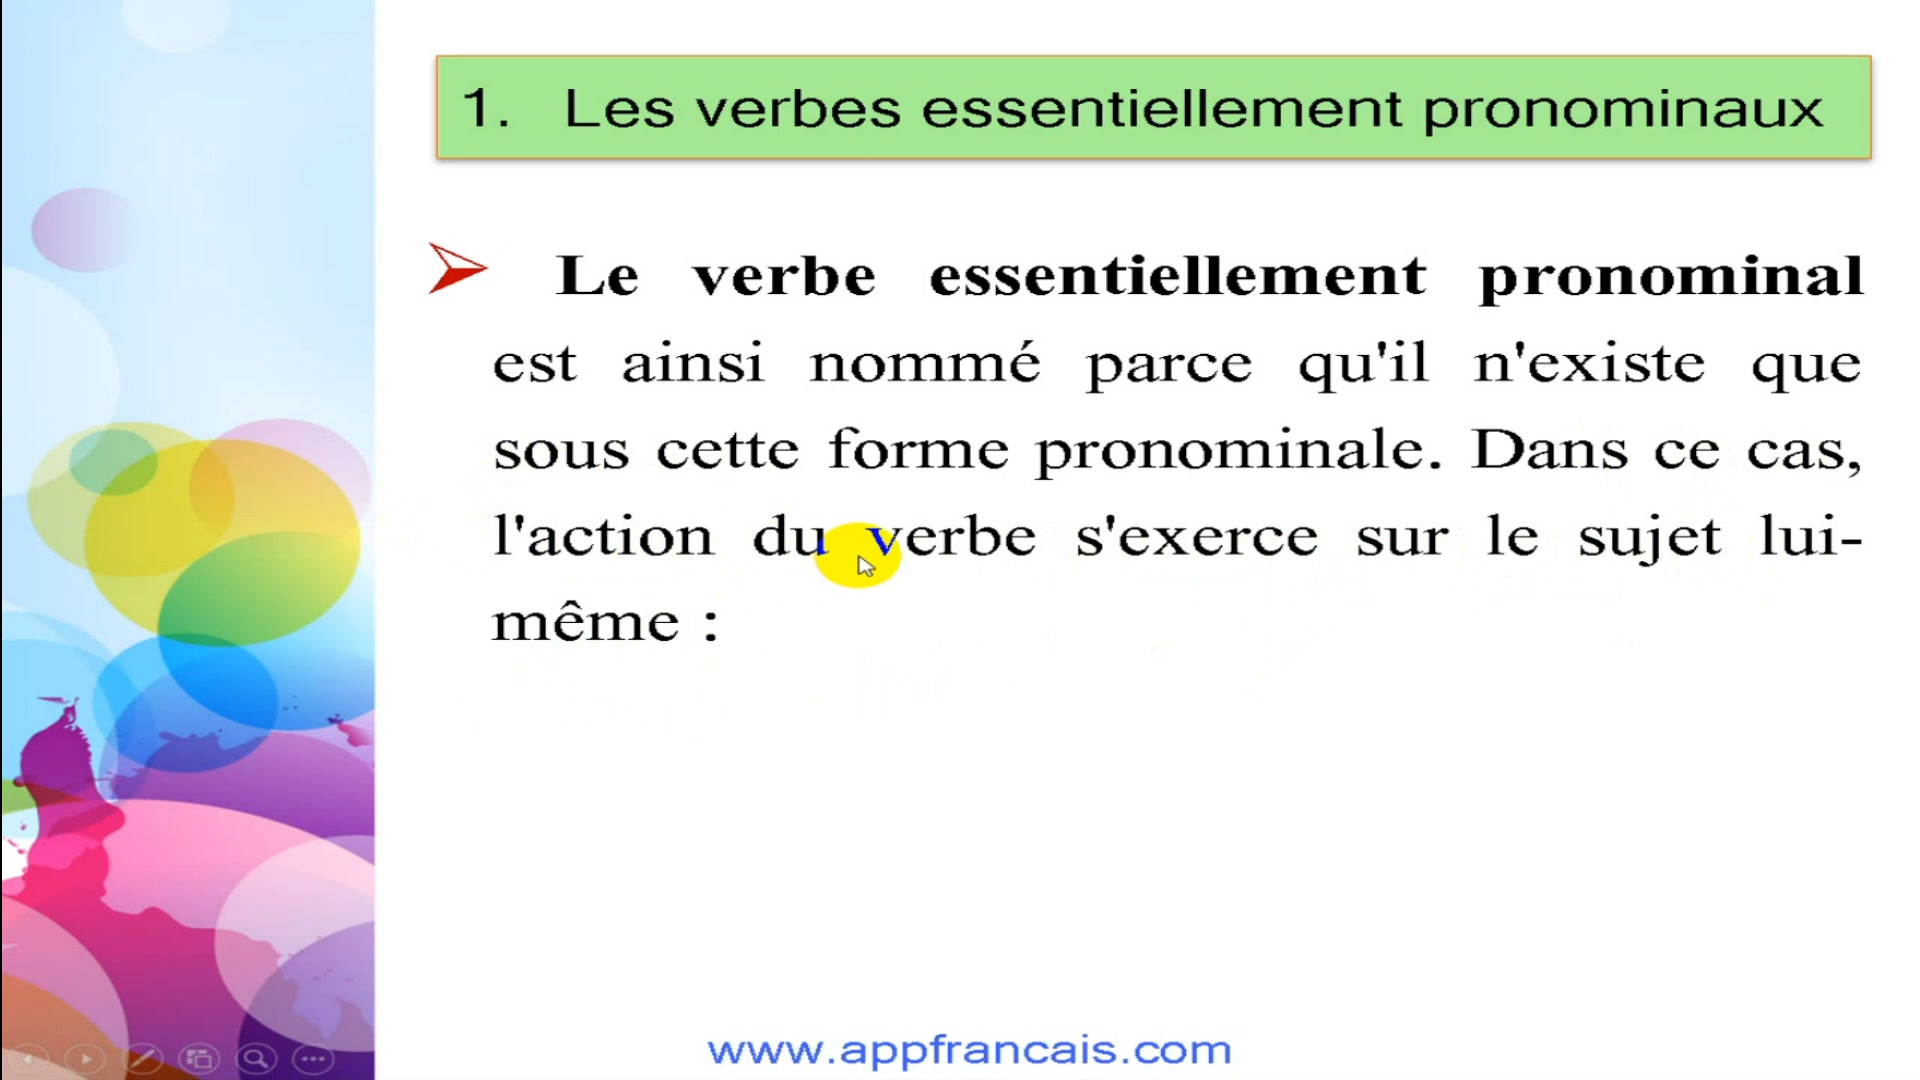 1. Les verbes essentiellement pronominaux
Le verbe essentiellement pronominal
est ainsi nommé parce qu'il n'existe que
sous cette forme pronominale. Dans ce cas,
l'action du verbe s'exerce sur le sujet lui-
même :
www.appfrancais.com